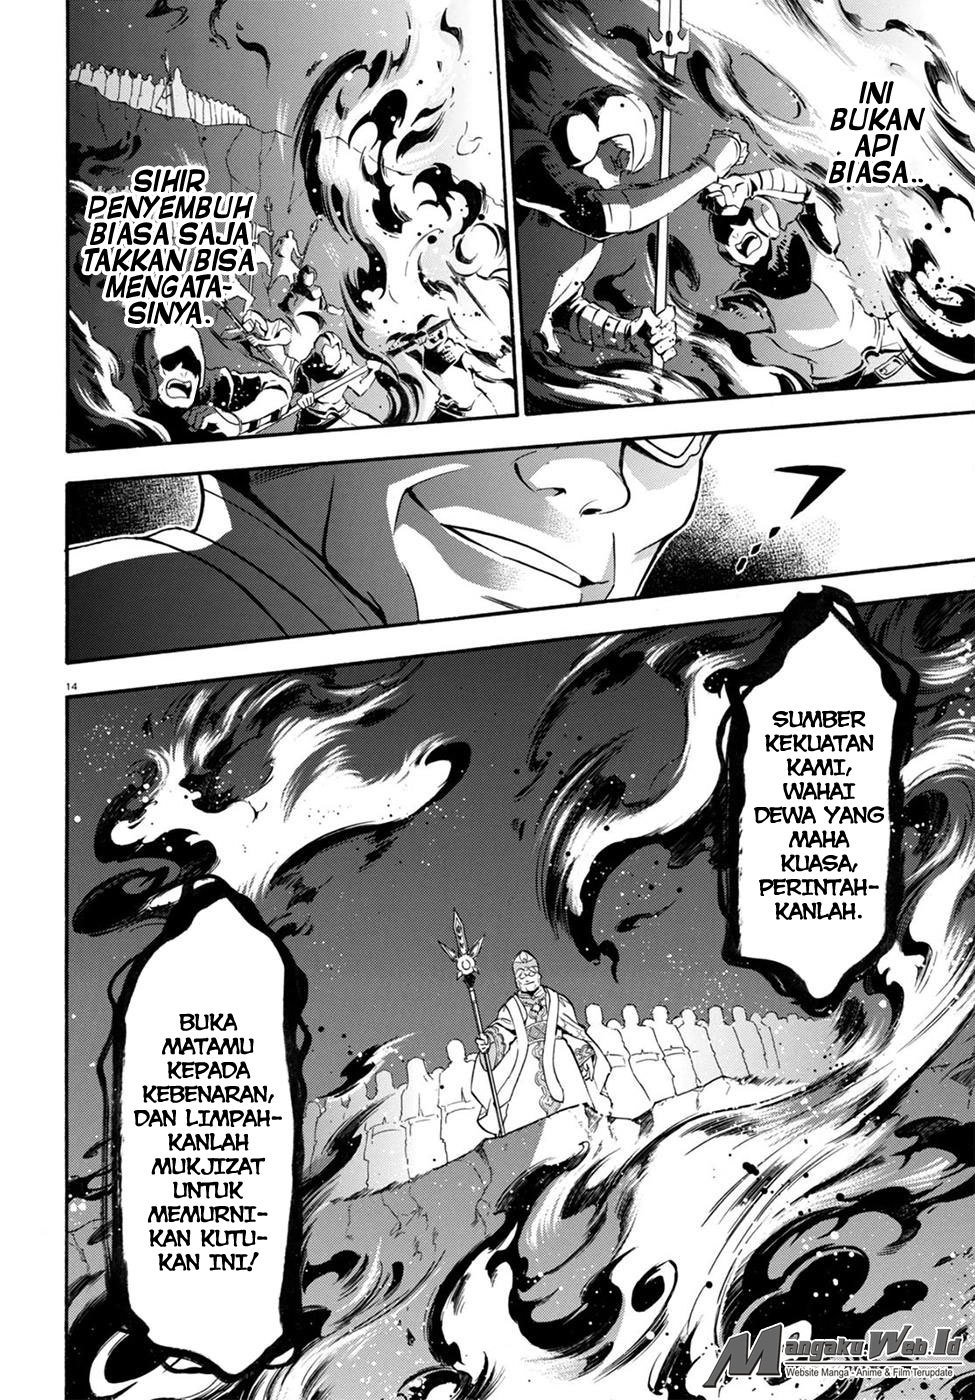 INI
BUKAN
API
BIASA..
SIHIR
PENYEMBUH
BIASA SAJA
TAKKAN BISA
MENGATA-
SINYA.
14
SUMBER
KEKUATAN
KAMI,
WAHAI
DEWA YANG
MAHA
KUASA,
PERINTAH-
KANLAH.
BUKA
MATAMU
KEPADA
KEBENARAN,
DAN LIMPAH-
KANLAH
MUKJIZAT
UNTUK
MEMURNI-
KAN KUTU-
KAN INI!
Mangaku.Web.Id
Website Manga - Anime & Film Terupdate